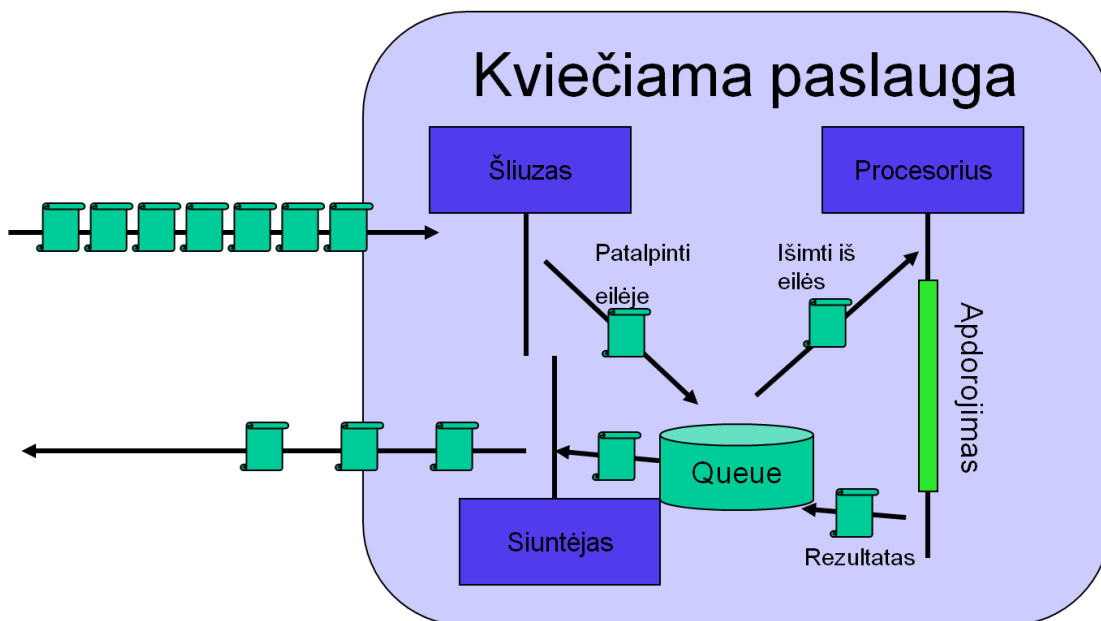 Kviečiama paslauga
Šliuzas
Procesorius
Patalpinti
eilėje
Išimti iš
eilės
Apdorojimas
Queue
Siuntėjas
Rezultatas